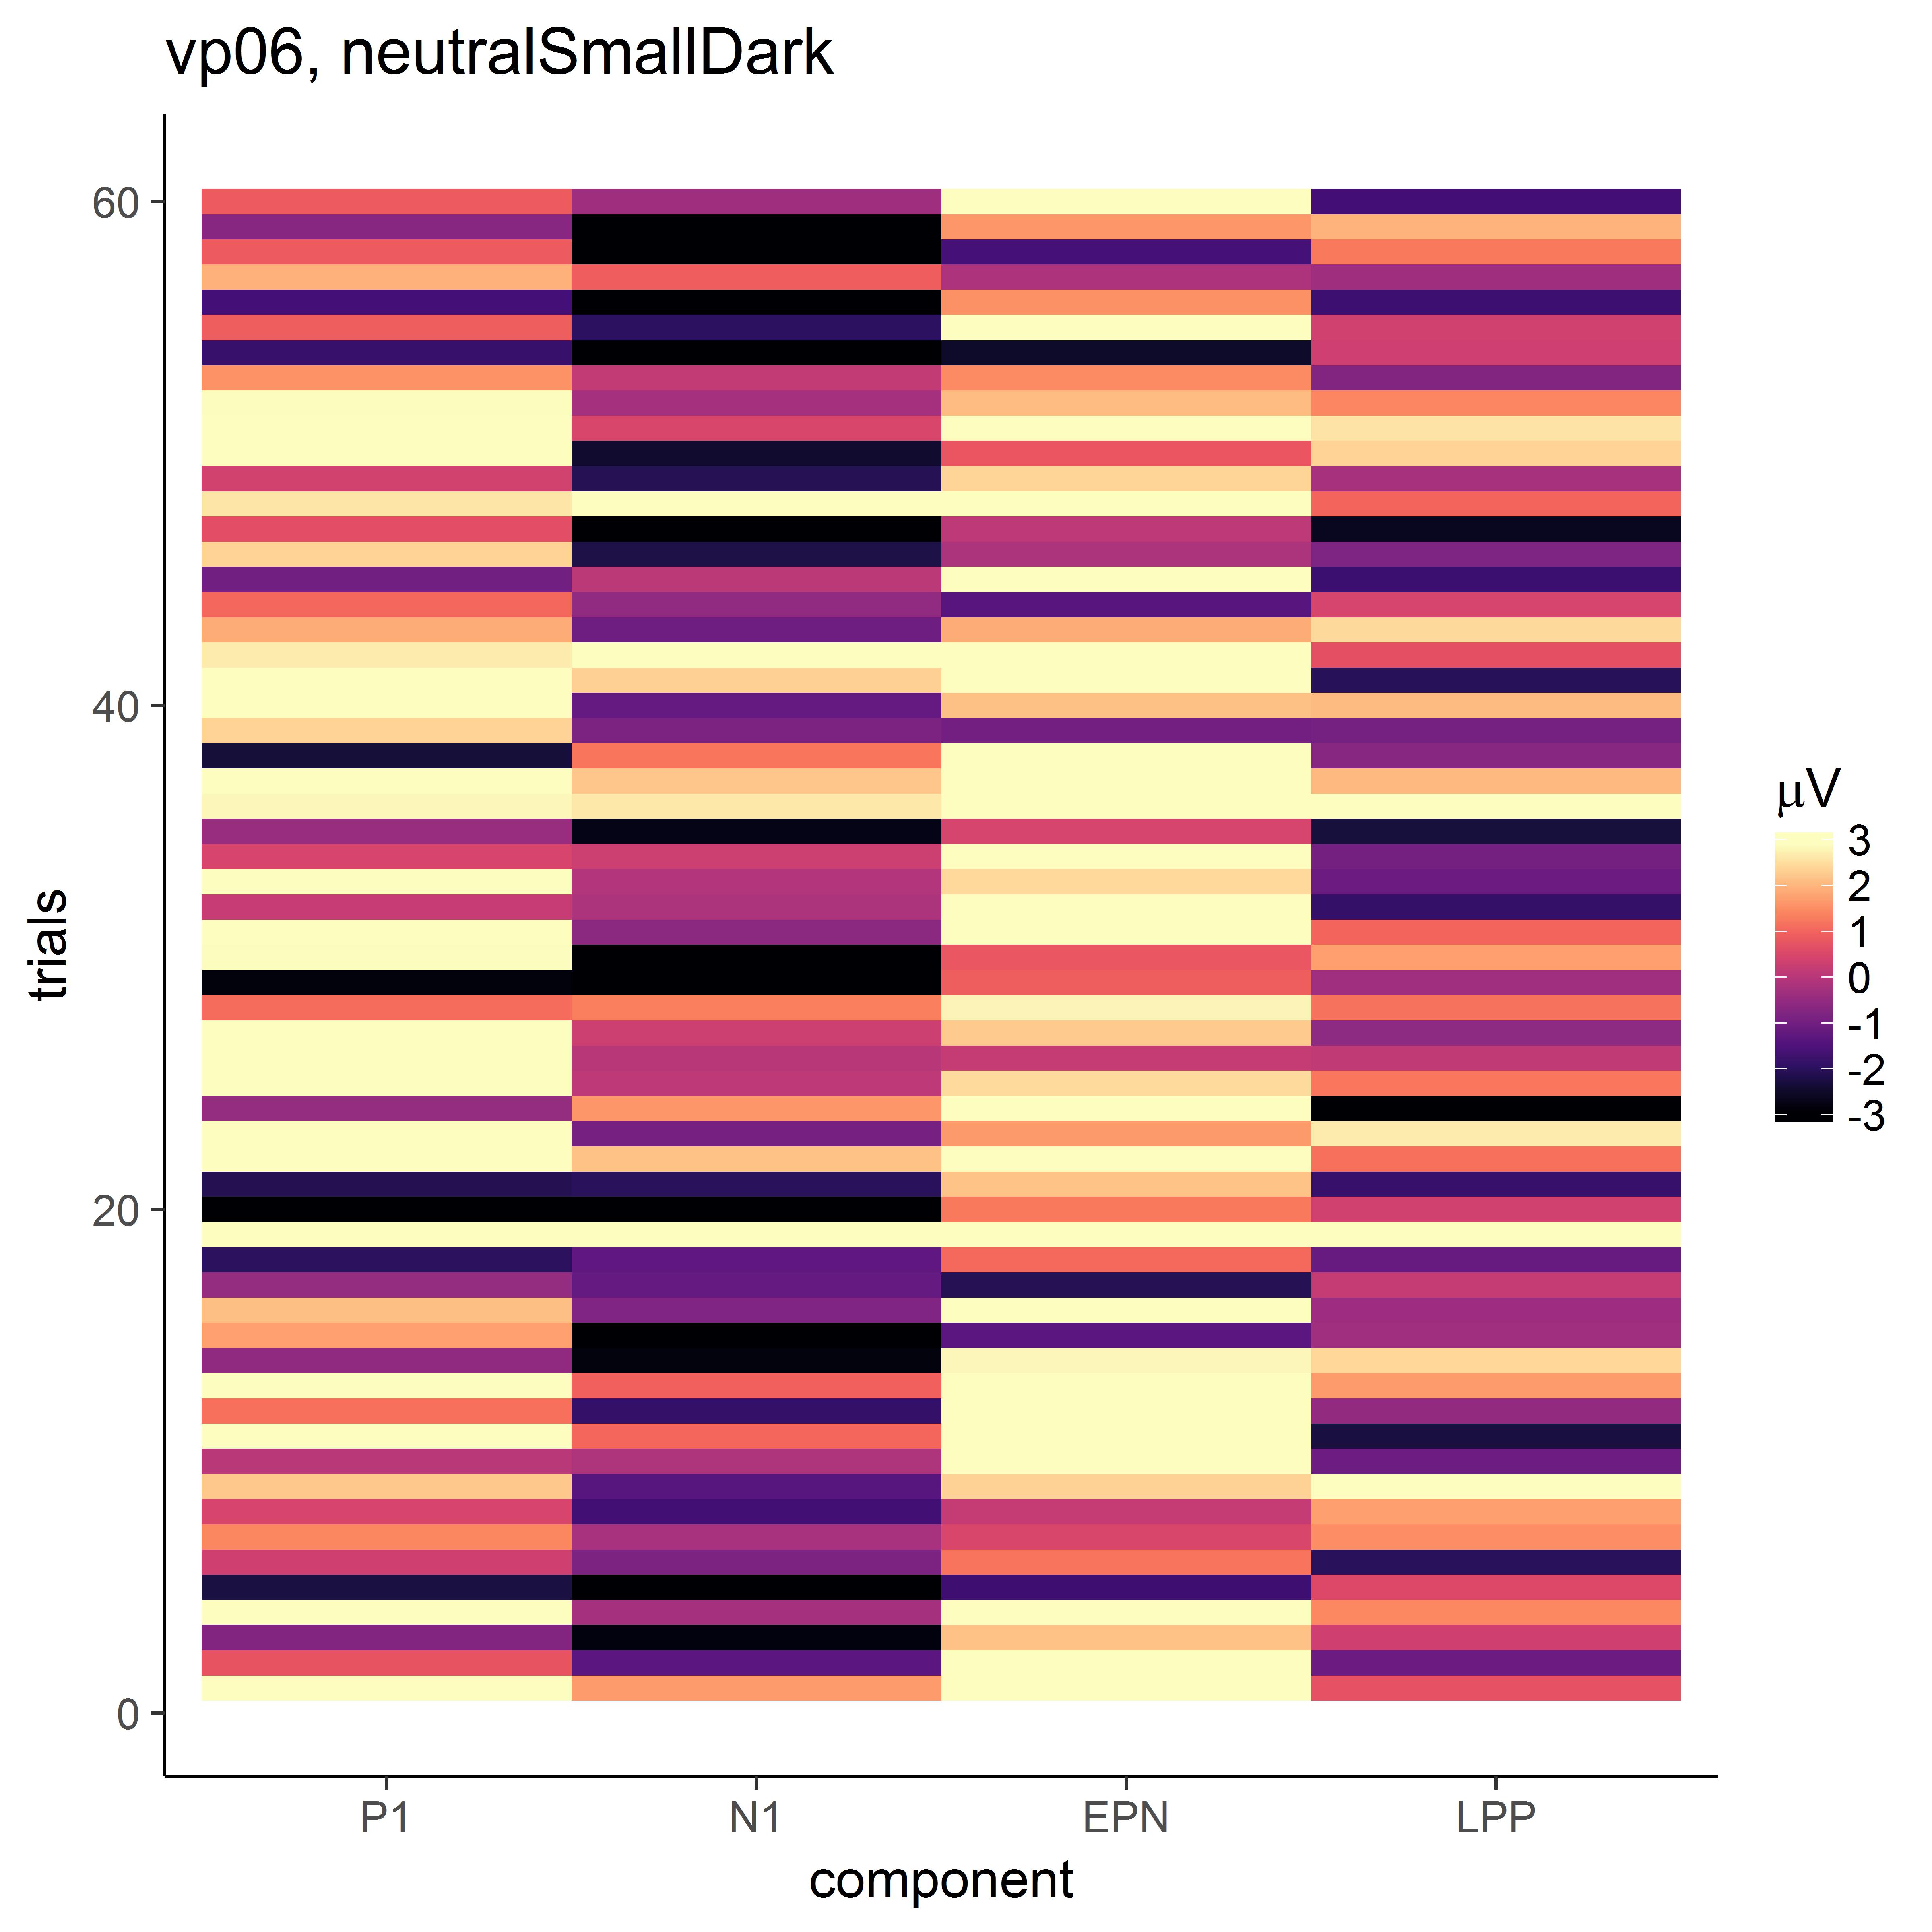 vp06, neutralSmallDark
trials
60
40
20
0
P1 N1 EPN LPP
component
μV
3
2
1
0
-1
-2
-3